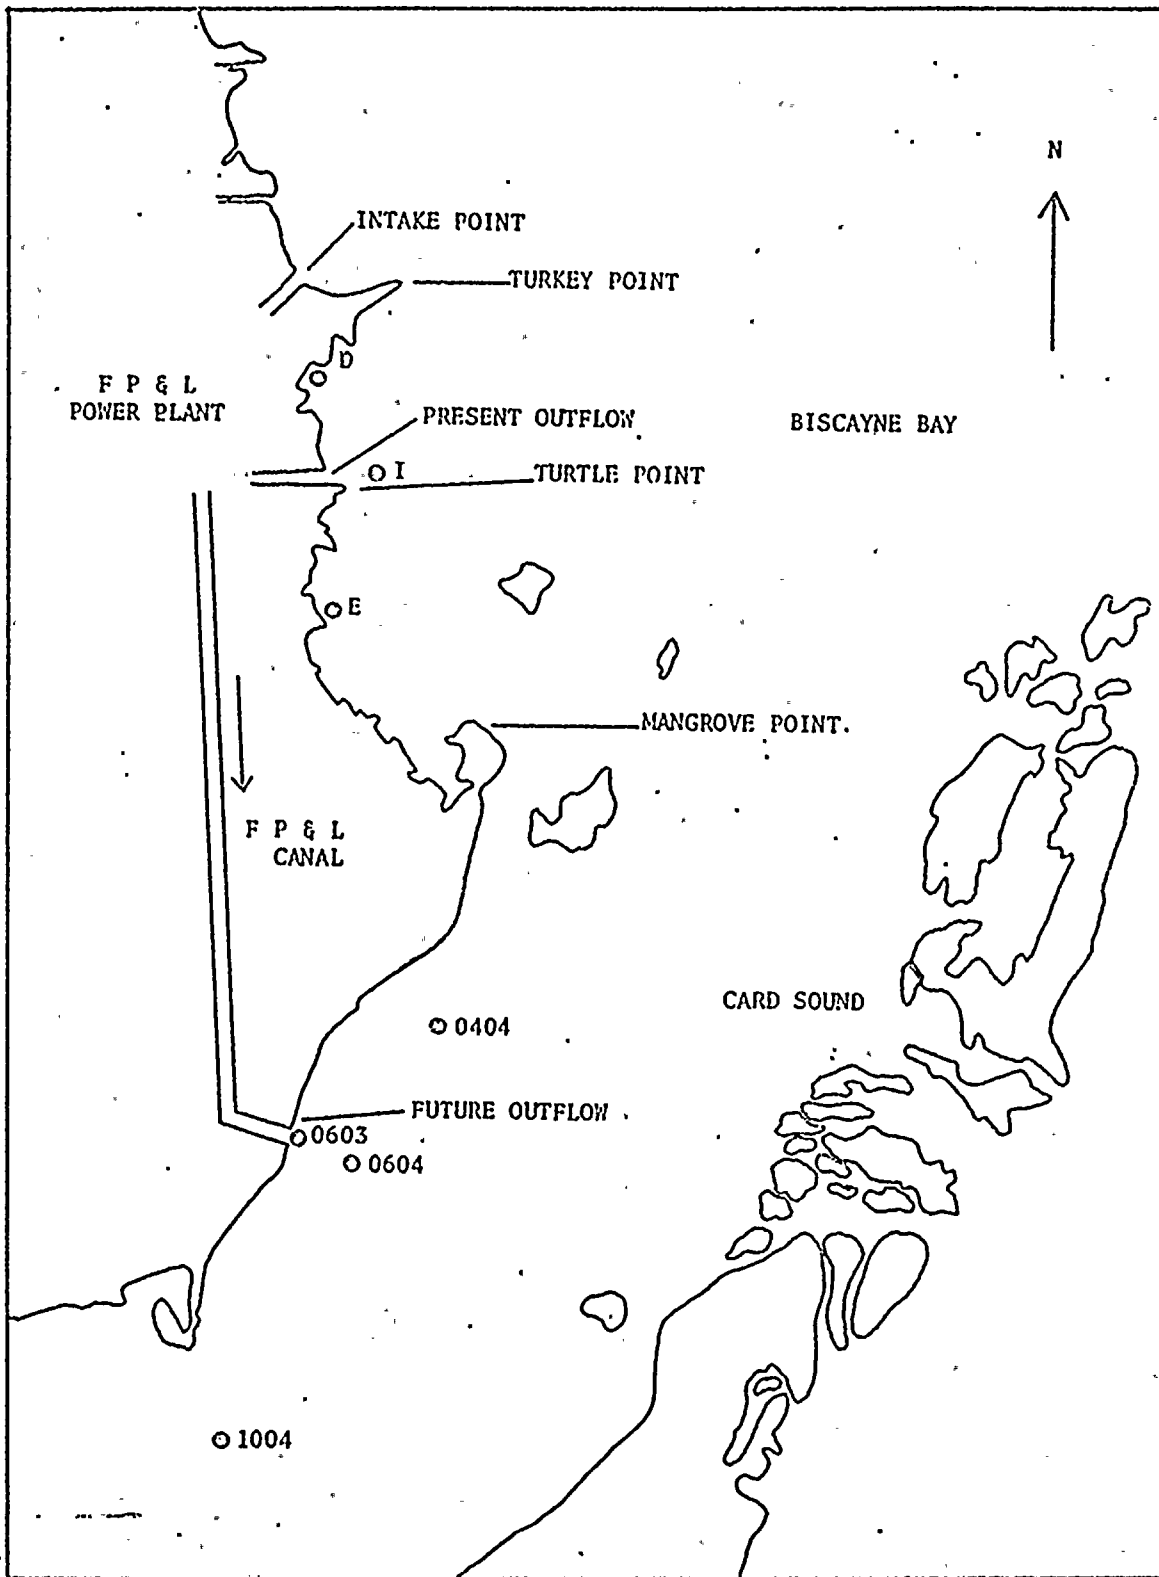 N
INTAKE POINT
TURKEY POINT
D
F P & L
POWER PLANT
PRESENT OUTFLOW
BISCAYNE BAY
I
TURTLE POINT
E
MANGROVE POINT.
F P & L
CANAL
CARD SOUND
0404
FUTURE OUTFLOW
0603
0604
1004